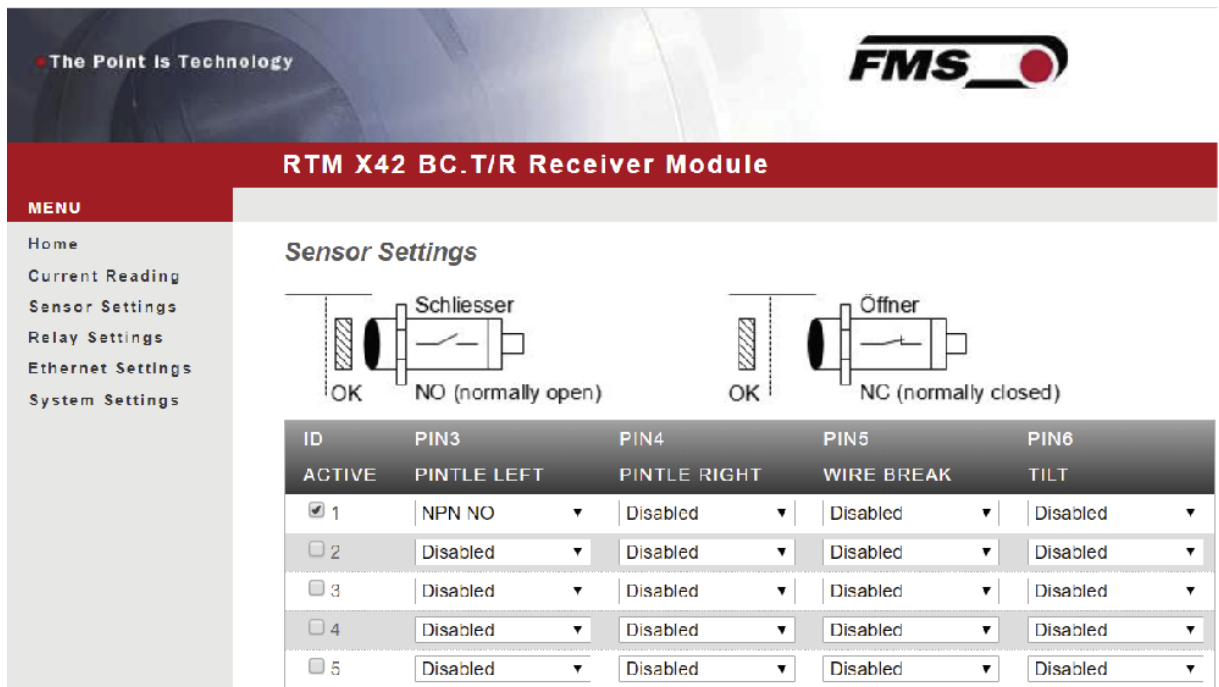 The Point Is Technology
FMS
RTM X42 BC.T/R Receiver Module
MENU
Home
Current Reading
Sensor Settings
Relay Settings
Ethernet Settings
System Settings
Sensor Settings
Schliesser
OK
NO (normally open)
Öffner
OK
NC (normally closed)
ID PIN3 PIN4 PIN5 PIN6
ACTIVE PINTLE LEFT PINTLE RIGHT WIRE BREAK TILT
1 NPN NO Disabled Disabled Disabled
2 Disabled Disabled Disabled Disabled
3 Disabled Disabled Disabled Disabled
4 Disabled Disabled Disabled Disabled
5 Disabled Disabled Disabled Disabled